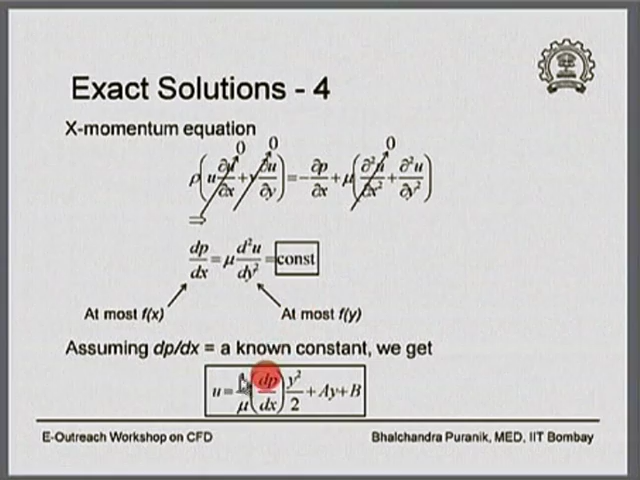 Exact Solutions - 4
X-momentum equation
0 0 0
ρ(u ∂u/∂x + v ∂u/∂y) = -∂p/∂x + μ(∂²u/∂x² + ∂²u/∂y²)
⇒
dp/dx = μ d²u/dy² = const
At most f(x) At most f(y)
Assuming dp/dx = a known constant, we get
u = 1/μ (dp/dx) y²/2 + Ay + B
E-Outreach Workshop on CFD Bhalchandra Puranik, MED, IIT Bombay